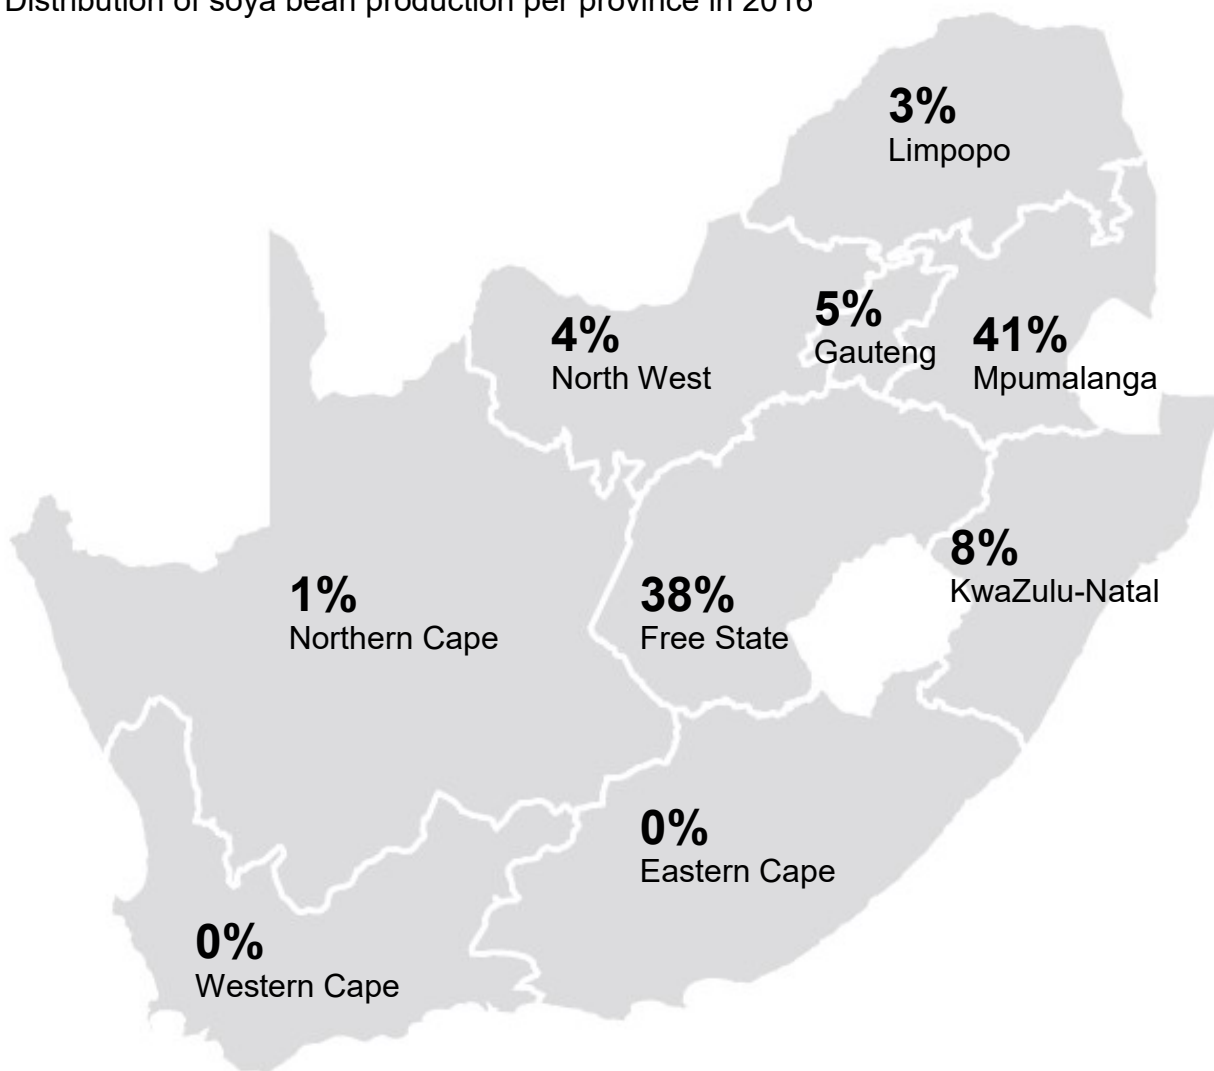 Distribution of soya bean production per province in 2016
3%
Limpopo
5%
Gauteng
4%
North West
41%
Mpumalanga
8%
KwaZulu-Natal
1%
Northern Cape
38%
Free State
0%
Eastern Cape
0%
Western Cape